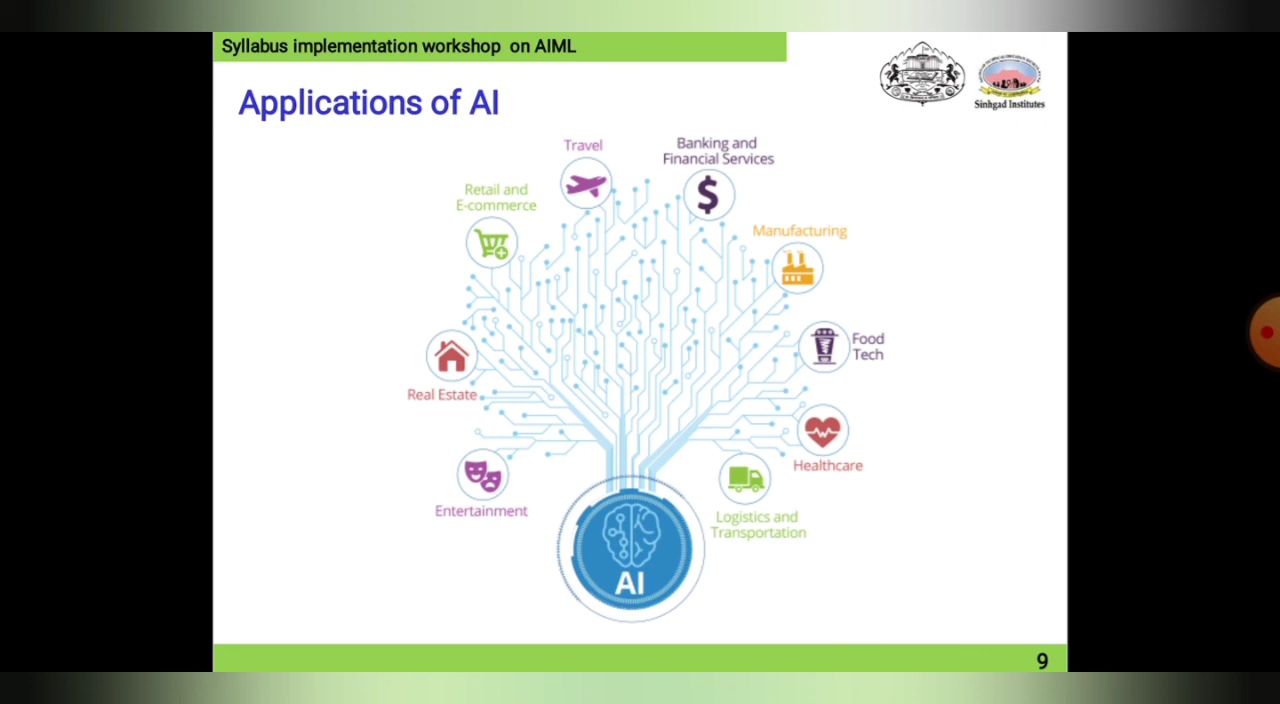 Syllabus implementation workshop on AIML
Applications of AI
Sinhgad Institutes
Travel
Banking and
Financial Services
Retail and
E-commerce
Manufacturing
Food
Tech
Real Estate
Healthcare
Entertainment
Logistics and
Transportation
AI
9